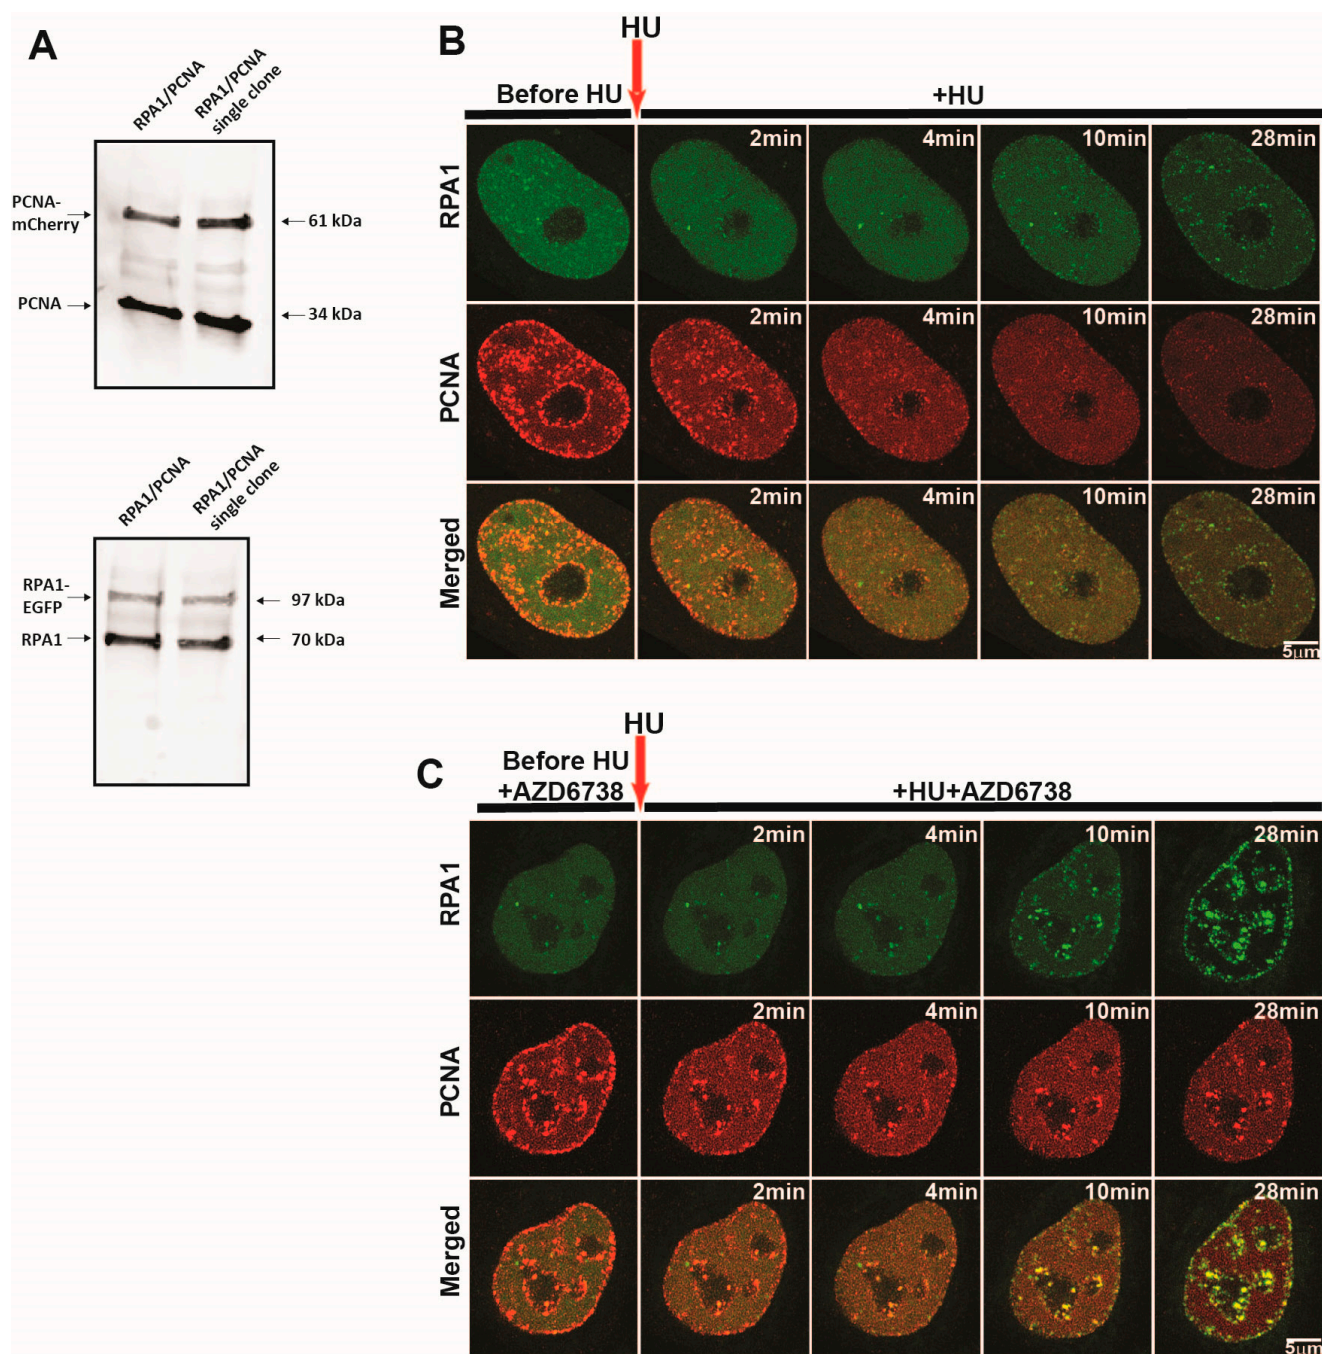 A
RPA1/PCNA
RPA1/PCNA
single clone
PCNA-
mCherry
61 kDa
PCNA
34 kDa
RPA1/PCNA
RPA1/PCNA
single clone
RPA1-
EGFP
97 kDa
RPA1
70 kDa
B
HU
Before HU
+HU
RPA1
2min
4min
10min
28min
PCNA
2min
4min
10min
28min
Merged
2min
4min
10min
28min
5µm
C
HU
Before HU
+AZD6738
+HU+AZD6738
RPA1
2min
4min
10min
28min
PCNA
2min
4min
10min
28min
Merged
2min
4min
10min
28min
5µm